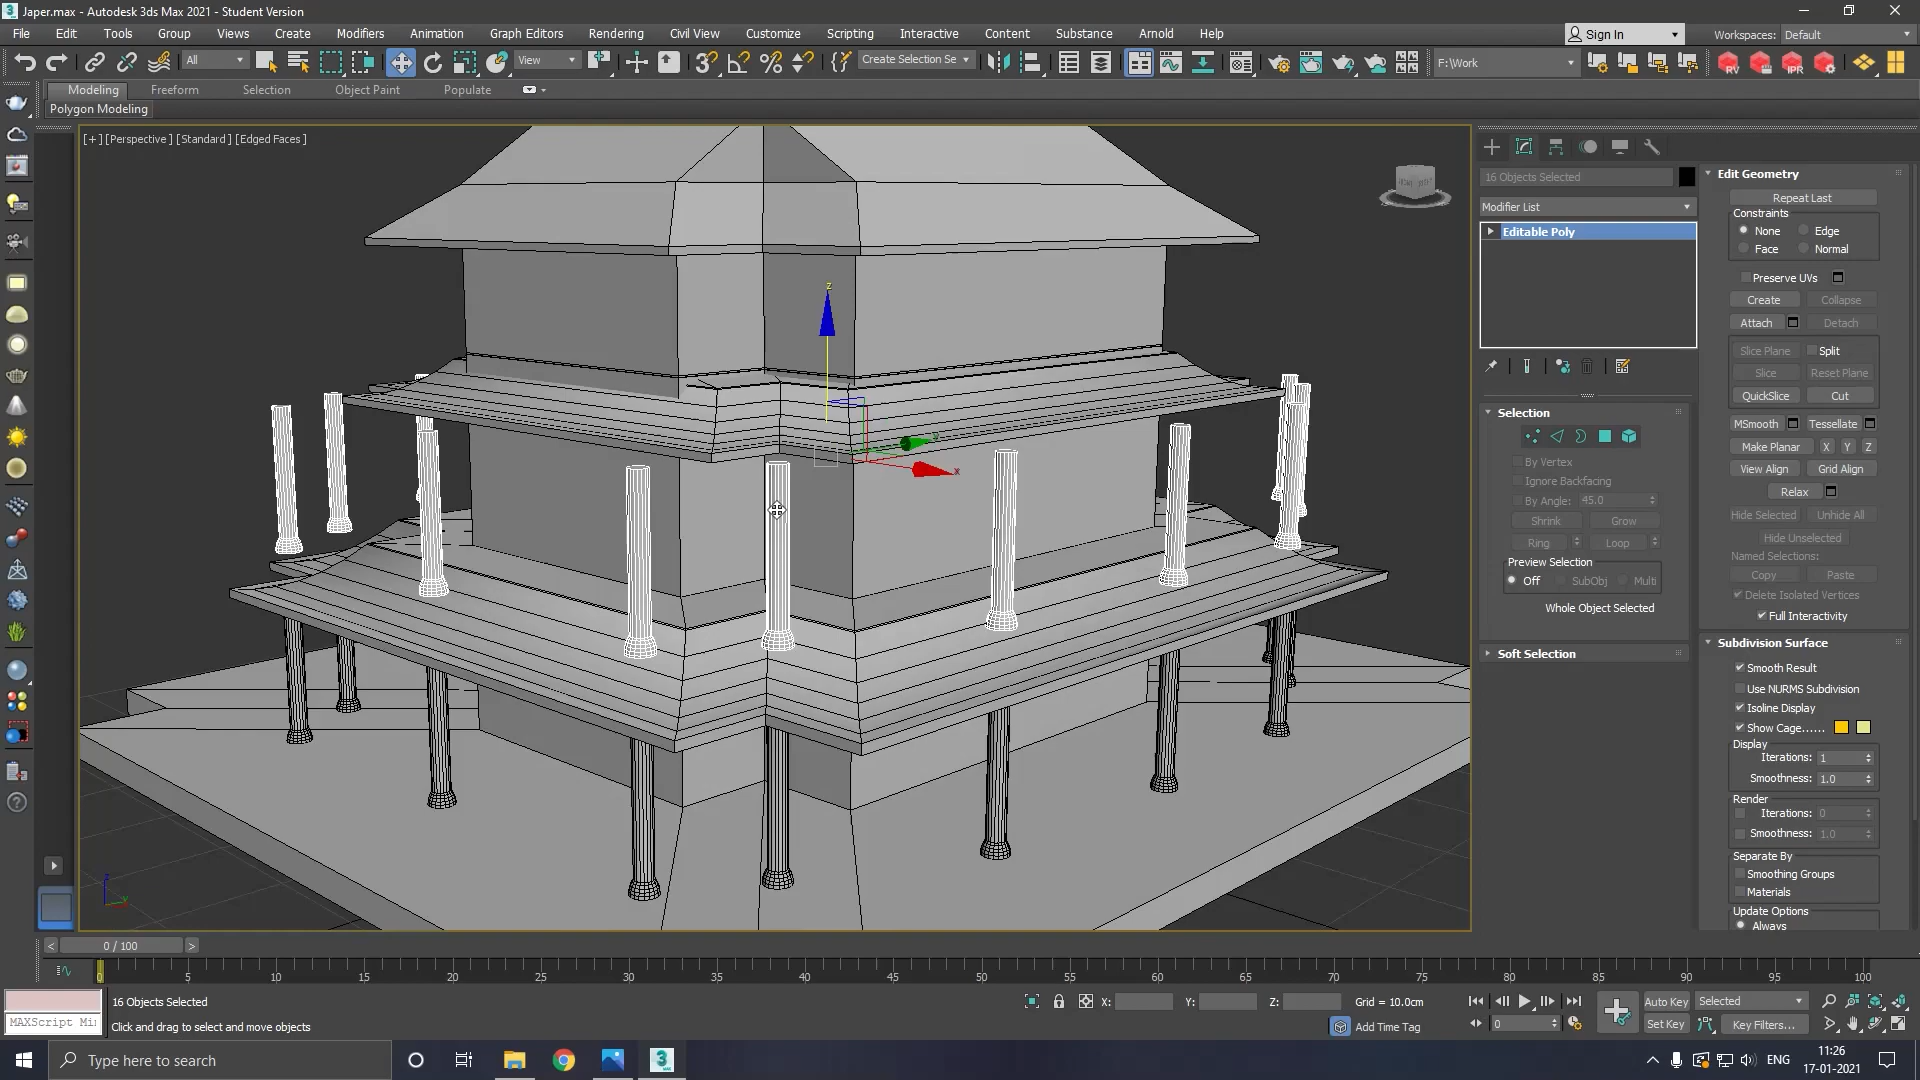 Japer.max - Autodesk 3ds Max 2021 - Student Version
File Edit Tools Group Views Create Modifiers Animation Graph Editors Rendering Civil View Customize Scripting Interactive Content Substance Arnold Help
Sign In
Workspaces: Default
All
View
Create Selection Se
F:\Work
RV
IPR
Modeling Freeform Selection Object Paint Populate
Polygon Modeling
[+] [Perspective] [Standard] [Edged Faces]
z
x
16 Objects Selected
Modifier List
Editable Poly
Selection
By Vertex
Ignore Backfacing
By Angle: 45.0
Shrink Grow
Ring Loop
Preview Selection
Off SubObj Multi
Whole Object Selected
Soft Selection
Edit Geometry
Repeat Last
Constraints
None Edge
Face Normal
Preserve UVs
Create Collapse
Attach Detach
Slice Plane Split
Slice Reset Plane
QuickSlice Cut
MSmooth Tessellate
Make Planar X Y Z
View Align Grid Align
Relax
Hide Selected Unhide All
Hide Unselected
Named Selections:
Copy Paste
Delete Isolated Vertices
Full Interactivity
Subdivision Surface
Smooth Result
Use NURMS Subdivision
Isoline Display
Show Cage......
Display
Iterations: 1
Smoothness: 1.0
Render
Iterations: 0
Smoothness: 1.0
Separate By
Smoothing Groups
Materials
Update Options
Always
< 0 / 100 >
0 5 10 15 20 25 30 35 40 45 50 55 60 65 70 75 80 85 90 95 100
16 Objects Selected
X: Y: Z: Grid = 10.0cm
Auto Key Selected
MAXScript Mi
Click and drag to select and move objects
Add Time Tag
0
Set Key Key Filters...
Type here to search
ENG
11:26
17-01-2021